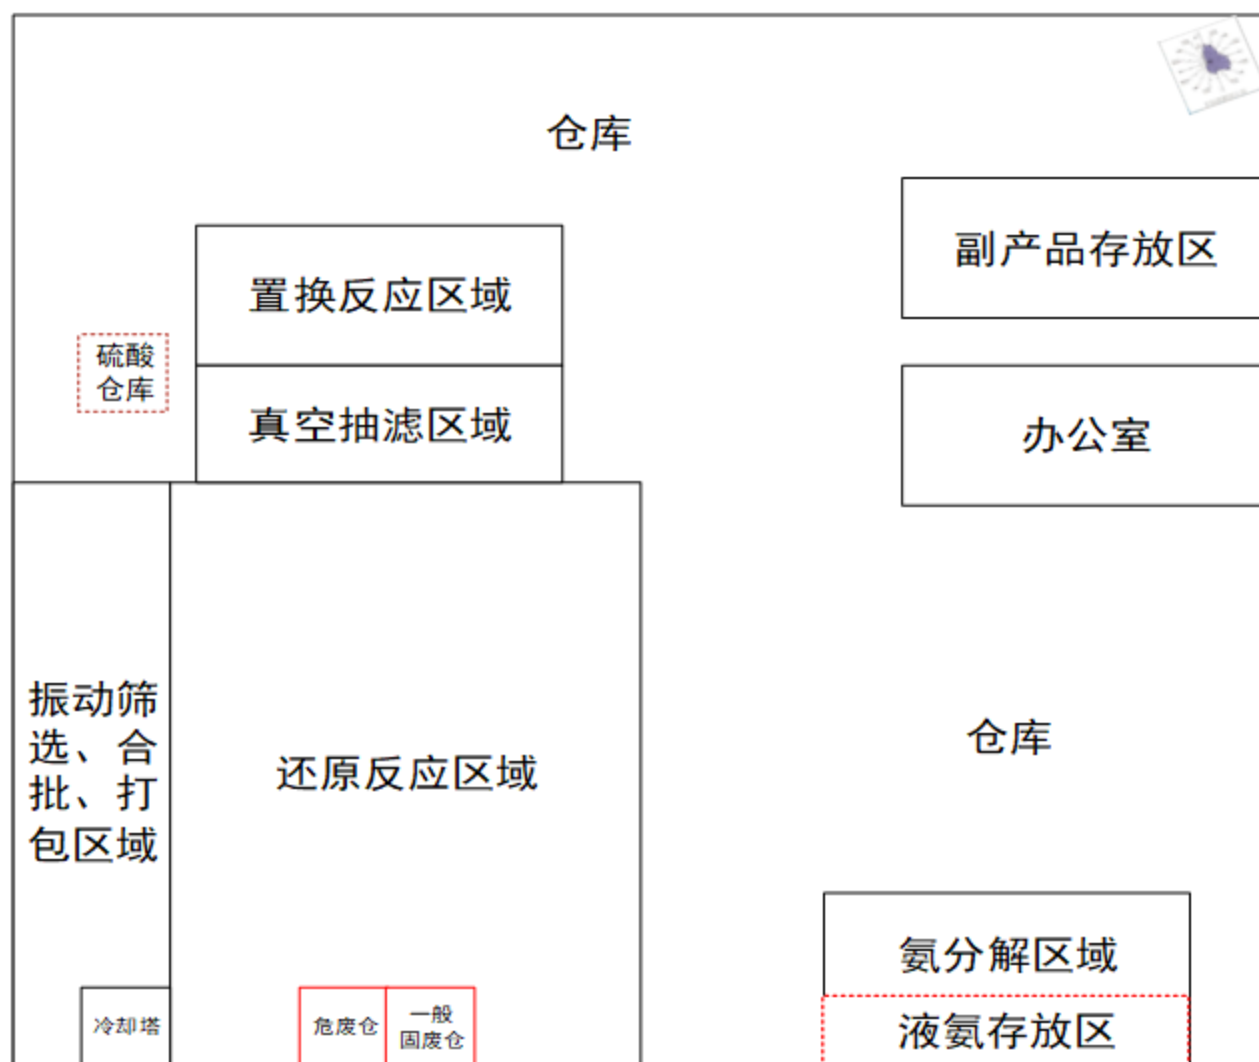 仓库
副产品存放区
置换反应区域
硫酸
仓库
真空抽滤区域
办公室
振动筛
选、合
批、打
包区域
还原反应区域
仓库
氨分解区域
冷却塔
危废仓
一般
固废仓
液氨存放区